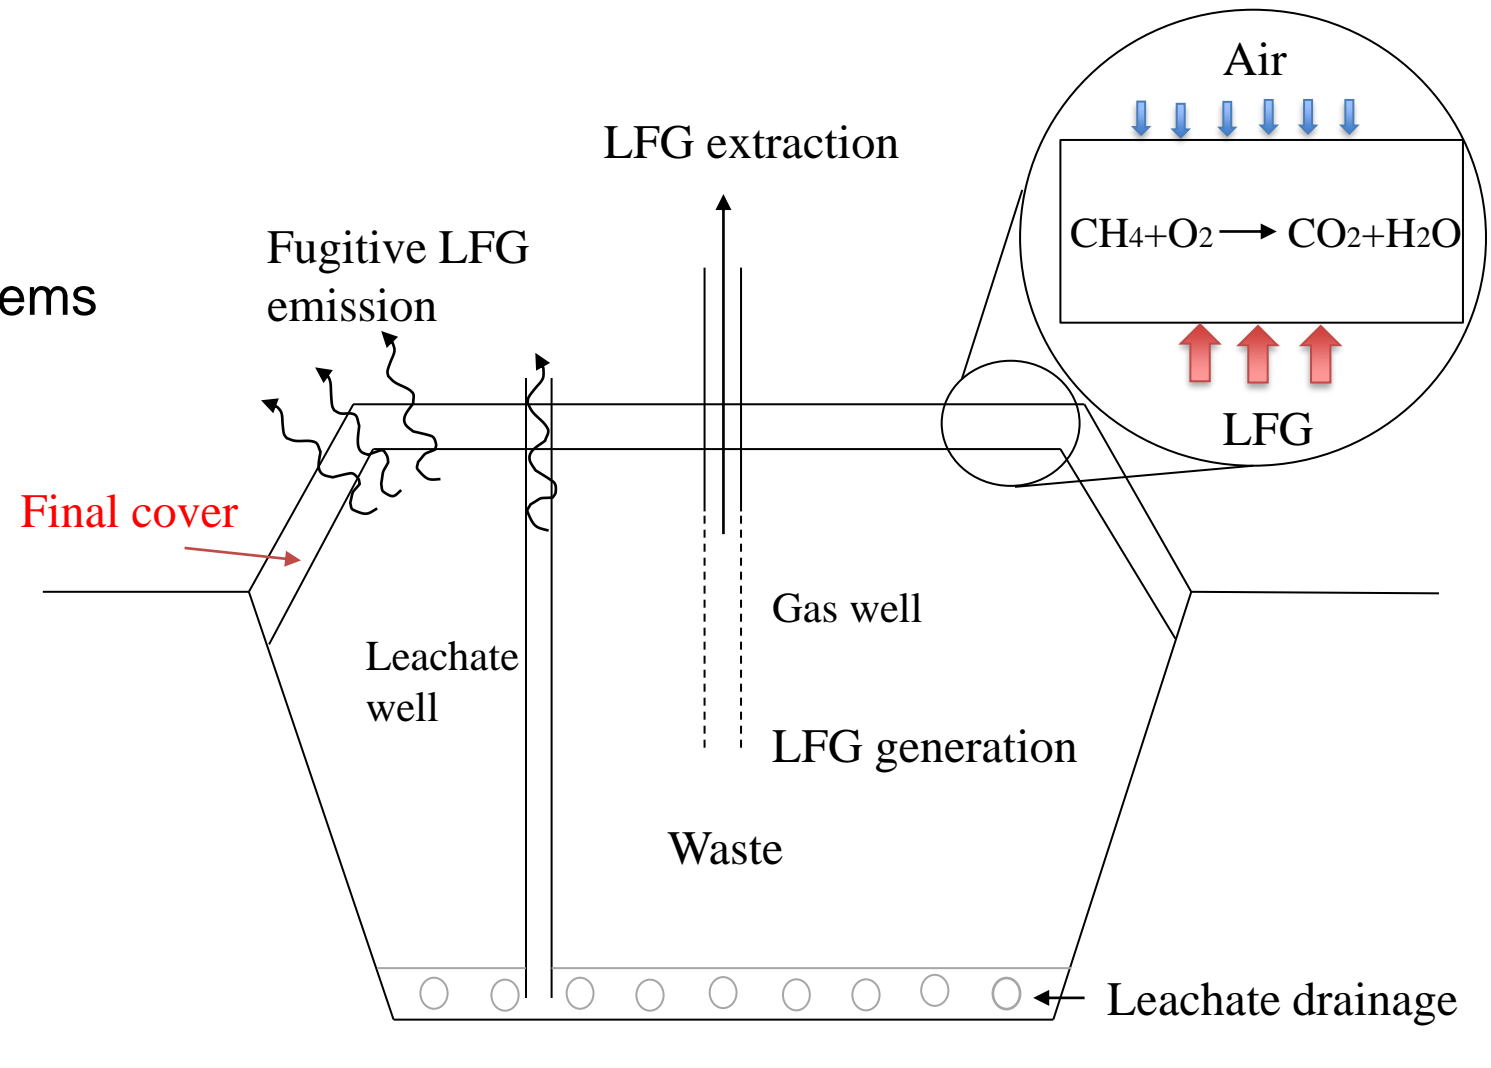 Air
LFG extraction
CH4+O2 → CO2+H2O
Fugitive LFG
emission
ems
LFG
Final cover
Gas well
Leachate
well
LFG generation
Waste
Leachate drainage